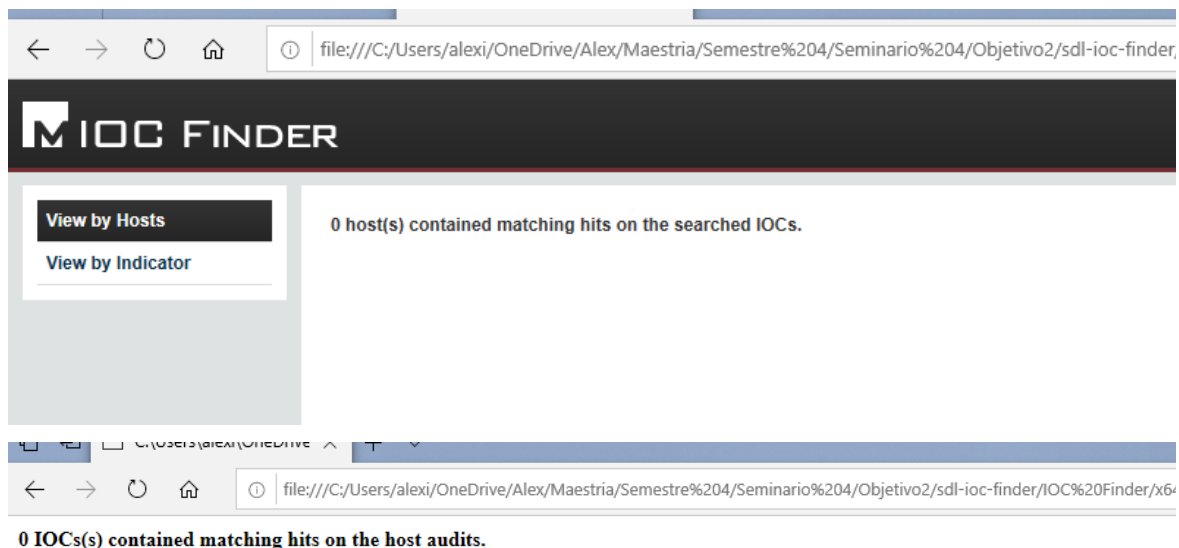 file:///C:/Users/alexi/OneDrive/Alex/Maestria/Semestre%204/Seminario%204/Objetivo2/sdl-ioc-finder/
M IOC FINDER
View by Hosts
0 host(s) contained matching hits on the searched IOCs.
View by Indicator
C:\Users\alexi\OneDrive
file:///C:/Users/alexi/OneDrive/Alex/Maestria/Semestre%204/Seminario%204/Objetivo2/sdl-ioc-finder/IOC%20Finder/x64
0 IOCs(s) contained matching hits on the host audits.